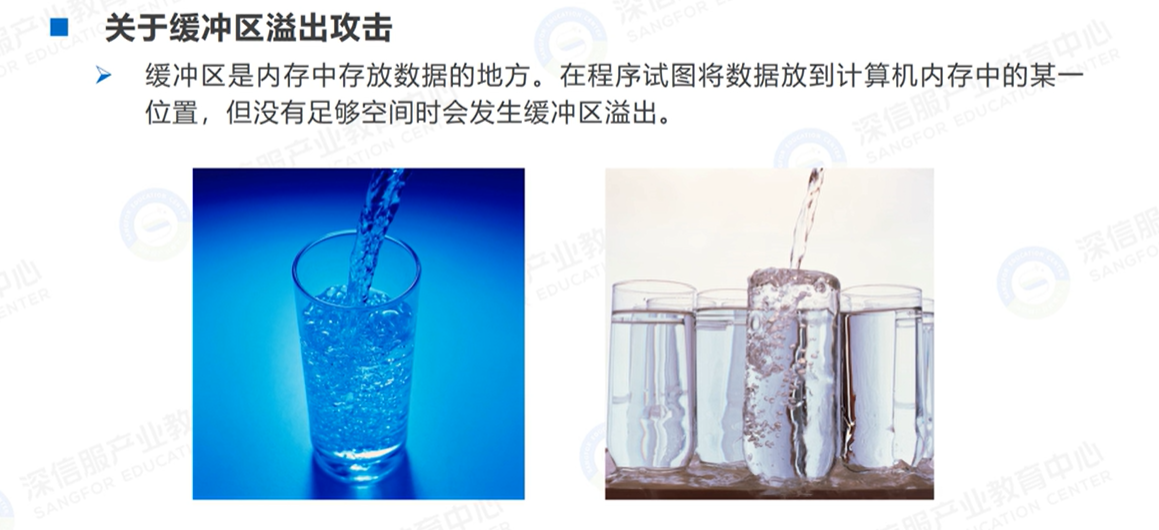 关于缓冲区溢出攻击
缓冲区是内存中存放数据的地方。在程序试图将数据放到计算机内存中的某一
位置，但没有足够空间时会发生缓冲区溢出。
深信服产业教育中心
SANGFOR EDUCATION CENTER